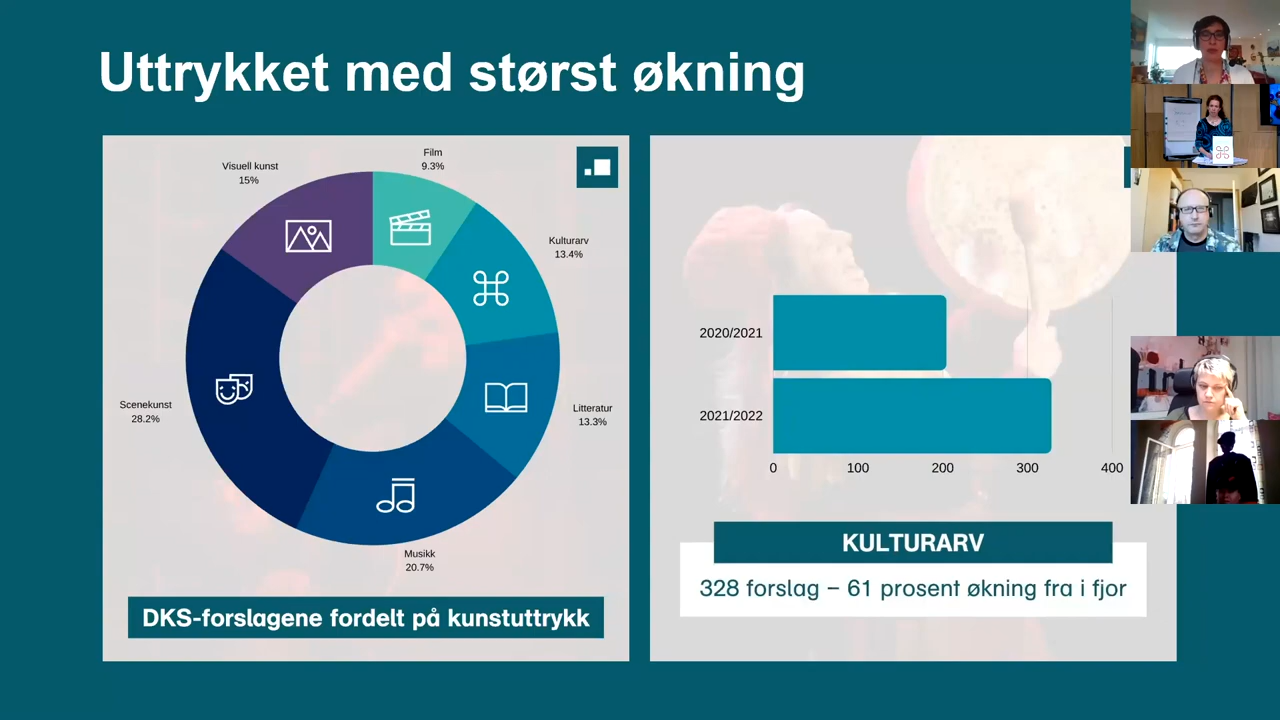 Uttrykket med størst økning
Film
9.3%
Visuell kunst
15%
Kulturarv
13.4%
Scenekunst
28.2%
Litteratur
13.3%
Musikk
20.7%
DKS-forslagene fordelt på kunstuttrykk
2020/2021
2021/2022
0 100 200 300 400
KULTURARV
328 forslag – 61 prosent økning fra i fjor